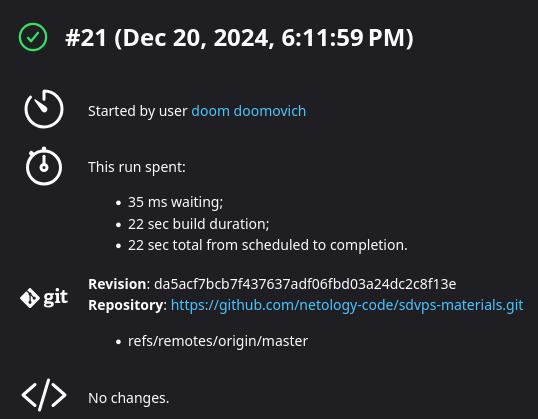 #21 (Dec 20, 2024, 6:11:59 PM)
Started by user doom doomovich
This run spent:
• 35 ms waiting;
• 22 sec build duration;
• 22 sec total from scheduled to completion.
git
Revision: da5acf7bcb7f437637adf06fbd03a24dc2c8f13e
Repository: https://github.com/netology-code/sdvps-materials.git
• refs/remotes/origin/master
No changes.